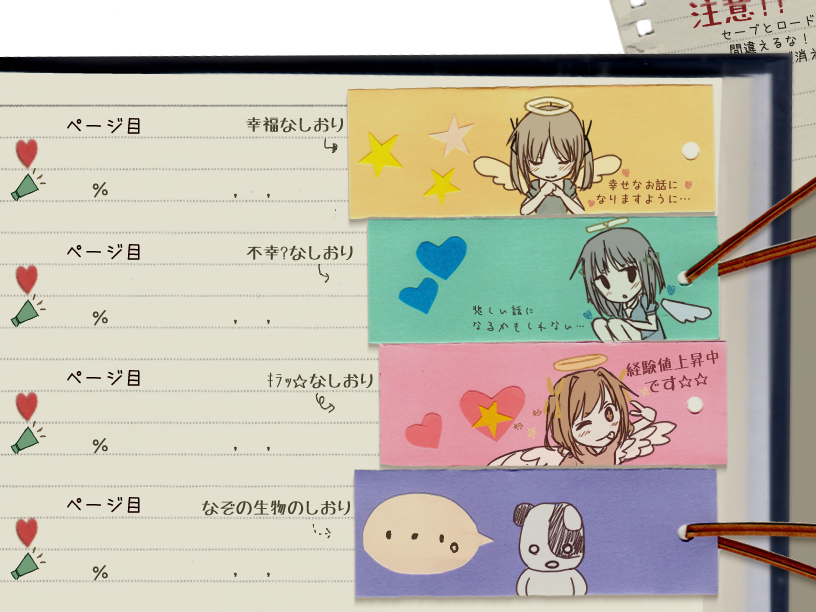 注意!!
セーブとロード
間違えるな!
消え
ページ目
幸福なしおり
%
, ,
幸せなお話に
なりますように…
ページ目
不幸?なしおり
%
, ,
悲しい話に
なるかもしれない…
ページ目
ｷﾗｯ☆なしおり
%
, ,
経験値上昇中
です☆☆
ページ目
なぞの生物のしおり
%
, ,
...。